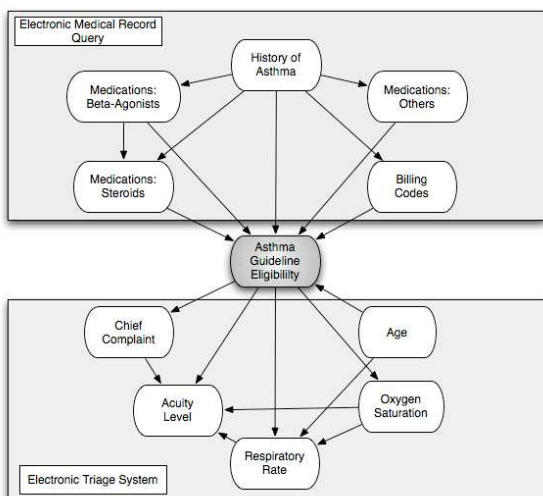 Electronic Medical Record
Query
History of
Asthma
Medications:
Beta-Agonists
Medications:
Others
Medications:
Steroids
Billing
Codes
Asthma
Guideline
Eligibility
Chief
Complaint
Age
Acuity
Level
Oxygen
Saturation
Respiratory
Rate
Electronic Triage System